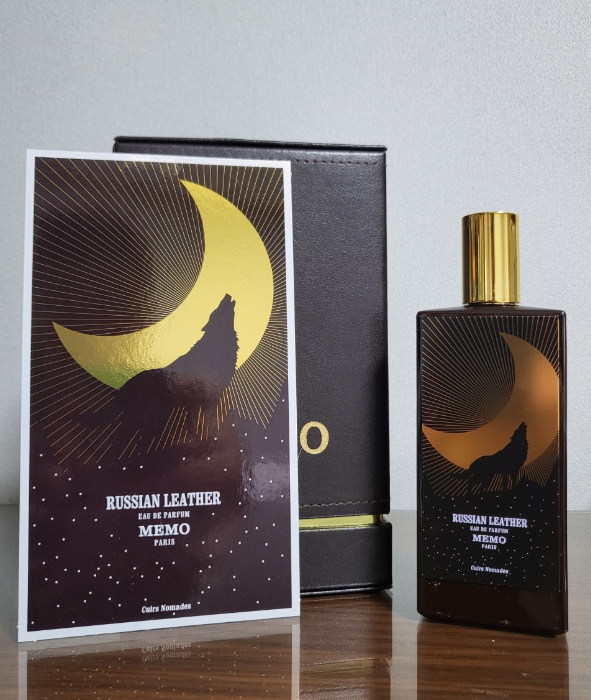 RUSSIAN LEATHER
EAU DE PARFUM
MEMO
PARIS
Cuirs Nomades
O
RUSSIAN LEATHER
EAU DE PARFUM
MEMO
PARIS
Cuirs Nomades